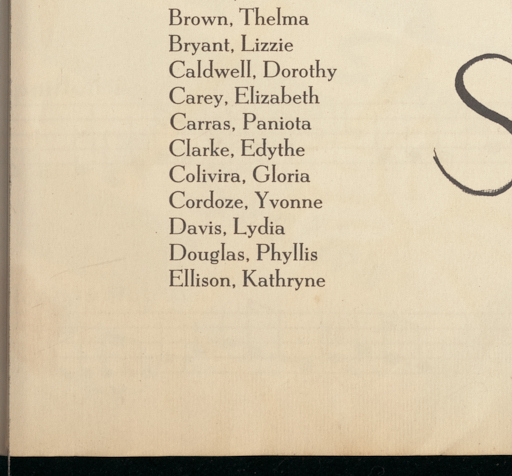 Brown, Thelma
Bryant, Lizzie
Caldwell, Dorothy
Carey, Elizabeth
Carras, Paniota
Clarke, Edythe
Colivira, Gloria
Cordoze, Yvonne
Davis, Lydia
Douglas, Phyllis
Ellison, Kathryne
S